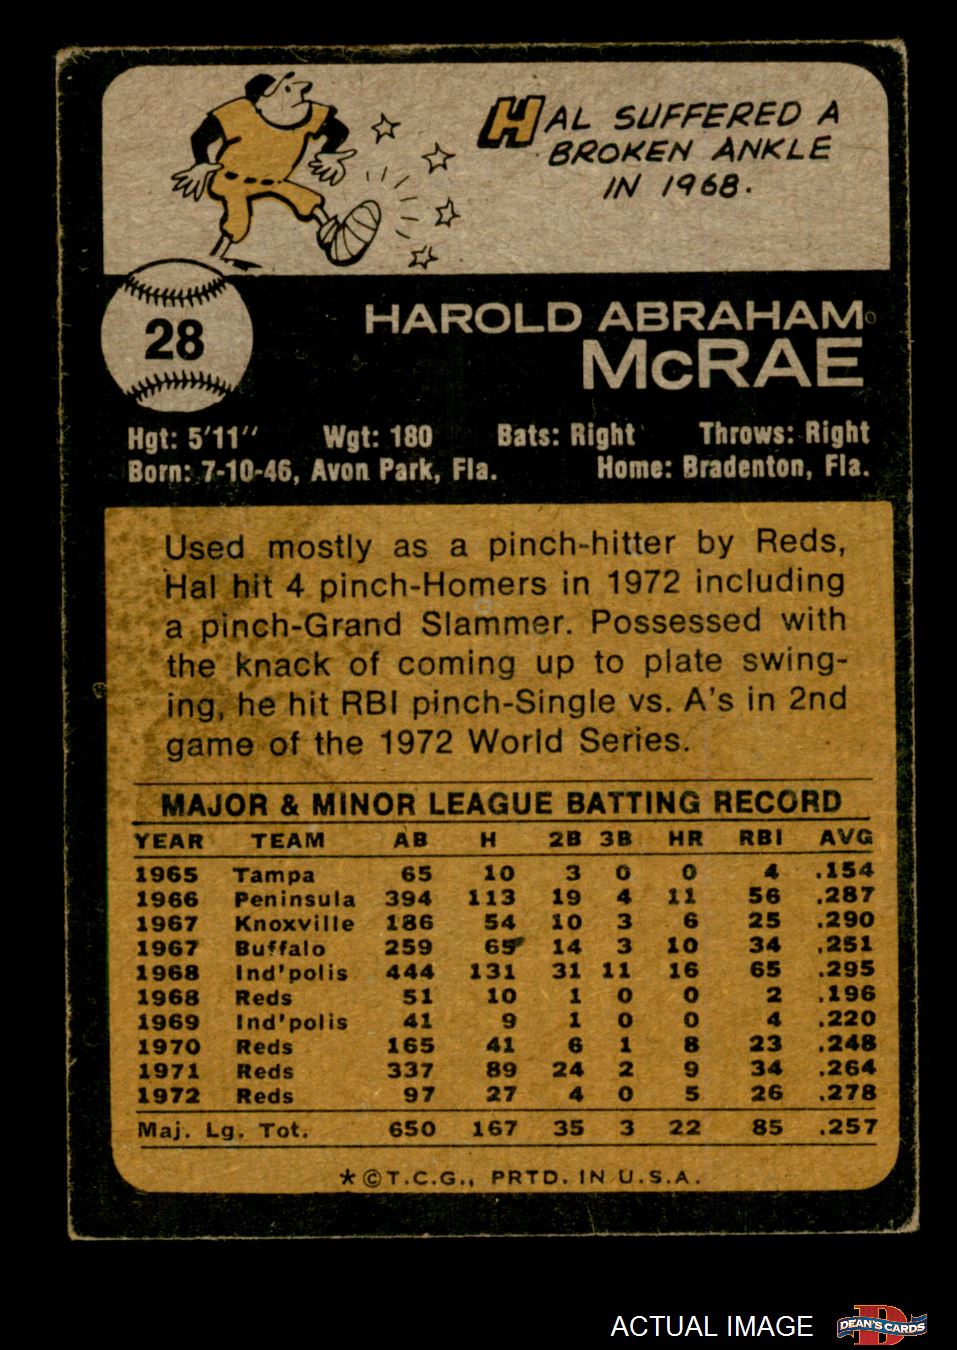 HAL SUFFERED A
BROKEN ANKLE
IN 1968.
28
HAROLD ABRAHAM
McRAE
Hgt: 5'11" Wgt: 180 Bats: Right Throws: Right
Born: 7-10-46, Avon Park, Fla. Home: Bradenton, Fla.
Used mostly as a pinch-hitter by Reds,
Hal hit 4 pinch-Homers in 1972 including
a pinch-Grand Slammer. Possessed with
the knack of coming up to plate swing-
ing, he hit RBI pinch-Single vs. A's in 2nd
game of the 1972 World Series.
MAJOR & MINOR LEAGUE BATTING RECORD
YEAR TEAM AB H 2B 3B HR RBI AVG
1965 Tampa 65 10 3 0 0 4 .154
1966 Peninsula 394 113 19 4 11 56 .287
1967 Knoxville 186 54 10 3 6 25 .290
1967 Buffalo 259 65 14 3 10 34 .251
1968 Ind'polis 444 131 31 11 16 65 .295
1968 Reds 51 10 1 0 0 2 .196
1969 Ind'polis 41 9 1 0 0 4 .220
1970 Reds 165 41 6 1 8 23 .248
1971 Reds 337 89 24 2 9 34 .264
1972 Reds 97 27 4 0 5 26 .278
Maj. Lg. Tot. 650 167 35 3 22 85 .257
*©T.C.G., PRTD. IN U.S.A.
ACTUAL IMAGE D DEAN'S CARDS